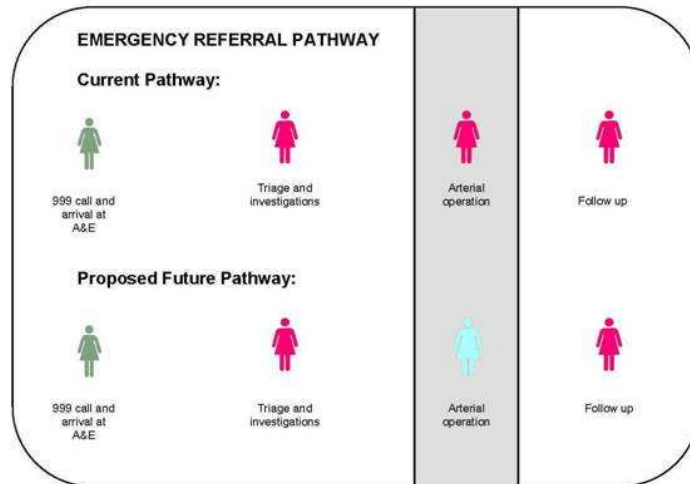 EMERGENCY REFERRAL PATHWAY
Current Pathway:
999 call and
arrival at
A&E
Triage and
investigations
Arterial
operation
Follow up
Proposed Future Pathway:
999 call and
arrival at
A&E
Triage and
investigations
Arterial
operation
Follow up